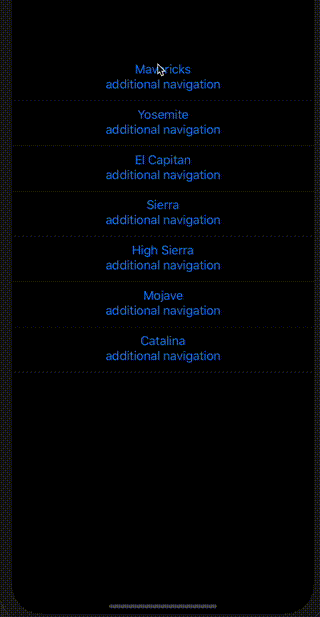 Mavericks
additional navigation
Yosemite
additional navigation
El Capitan
additional navigation
Sierra
additional navigation
High Sierra
additional navigation
Mojave
additional navigation
Catalina
additional navigation